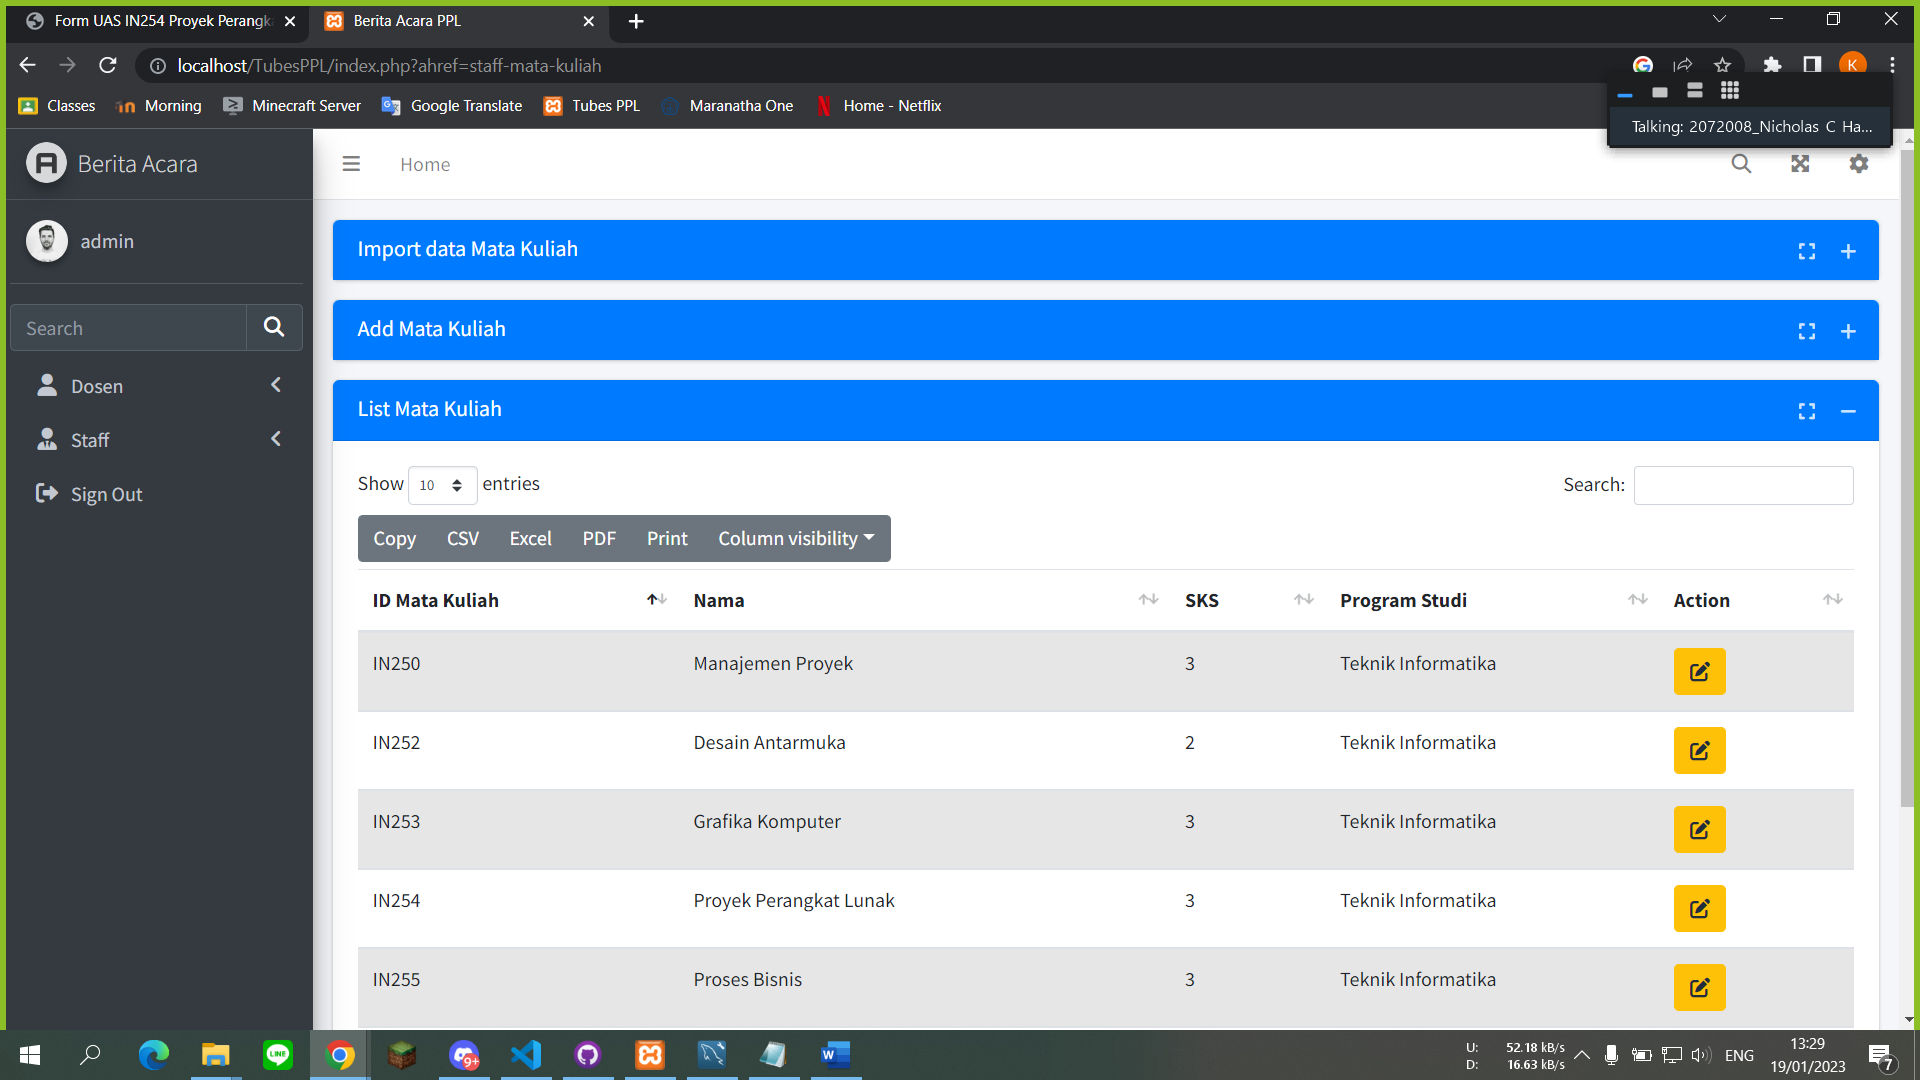 Form UAS IN254 Proyek Perangka
Berita Acara PPL
localhost/TubesPPL/index.php?ahref=staff-mata-kuliah
K
Classes Morning Minecraft Server Google Translate Tubes PPL Maranatha One Home - Netflix
Talking: 2072008_Nicholas C Ha...
Berita Acara
Home
admin
Search
Dosen
Staff
Sign Out
Import data Mata Kuliah
Add Mata Kuliah
List Mata Kuliah
Show 10 entries
Search:
Copy CSV Excel PDF Print Column visibility
ID Mata Kuliah Nama SKS Program Studi Action
IN250 Manajemen Proyek 3 Teknik Informatika
IN252 Desain Antarmuka 2 Teknik Informatika
IN253 Grafika Komputer 3 Teknik Informatika
IN254 Proyek Perangkat Lunak 3 Teknik Informatika
IN255 Proses Bisnis 3 Teknik Informatika
LINE
9+
W
U: 52.18 kB/s
D: 16.63 kB/s
ENG
13:29
19/01/2023
7